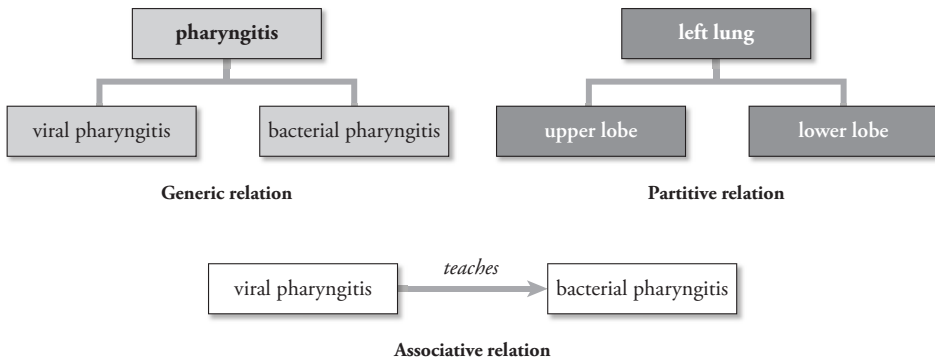 pharyngitis
left lung
viral pharyngitis
bacterial pharyngitis
upper lobe
lower lobe
Generic relation
Partitive relation
teaches
viral pharyngitis
bacterial pharyngitis
Associative relation